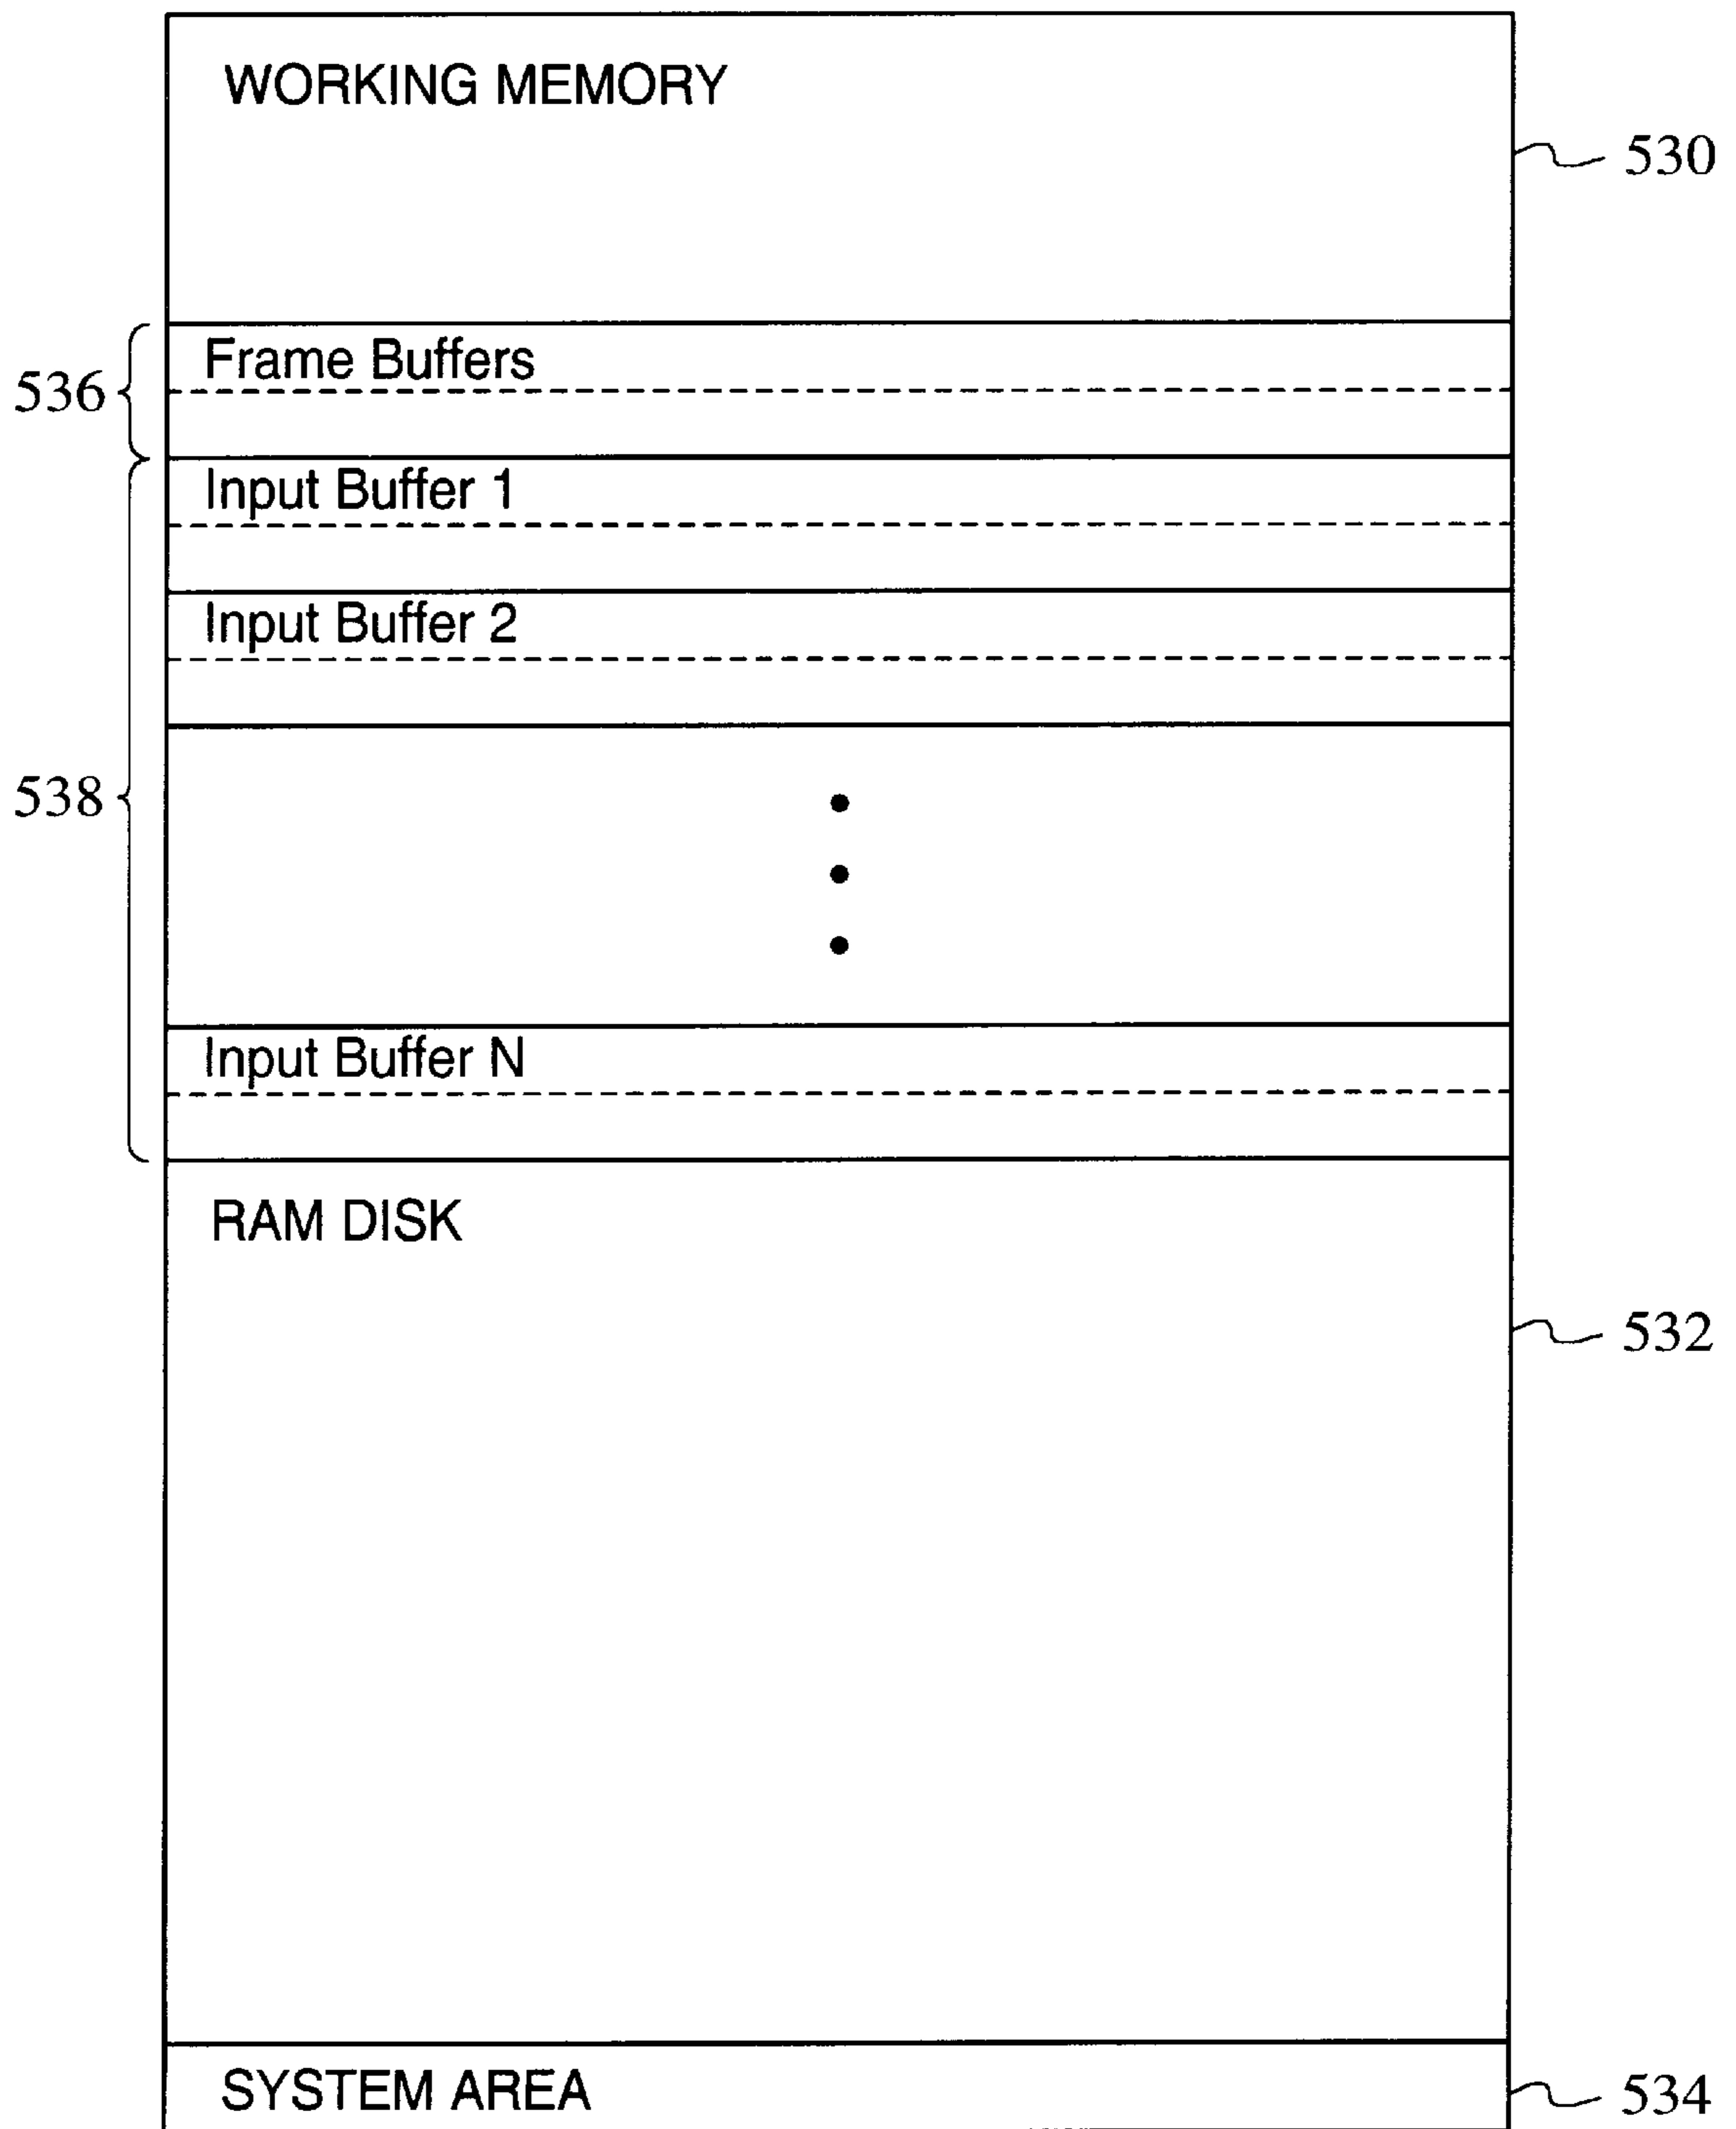 WORKING MEMORY
530
Frame Buffers
536
Input Buffer 1
Input Buffer 2
538
Input Buffer N
RAM DISK
532
SYSTEM AREA
534